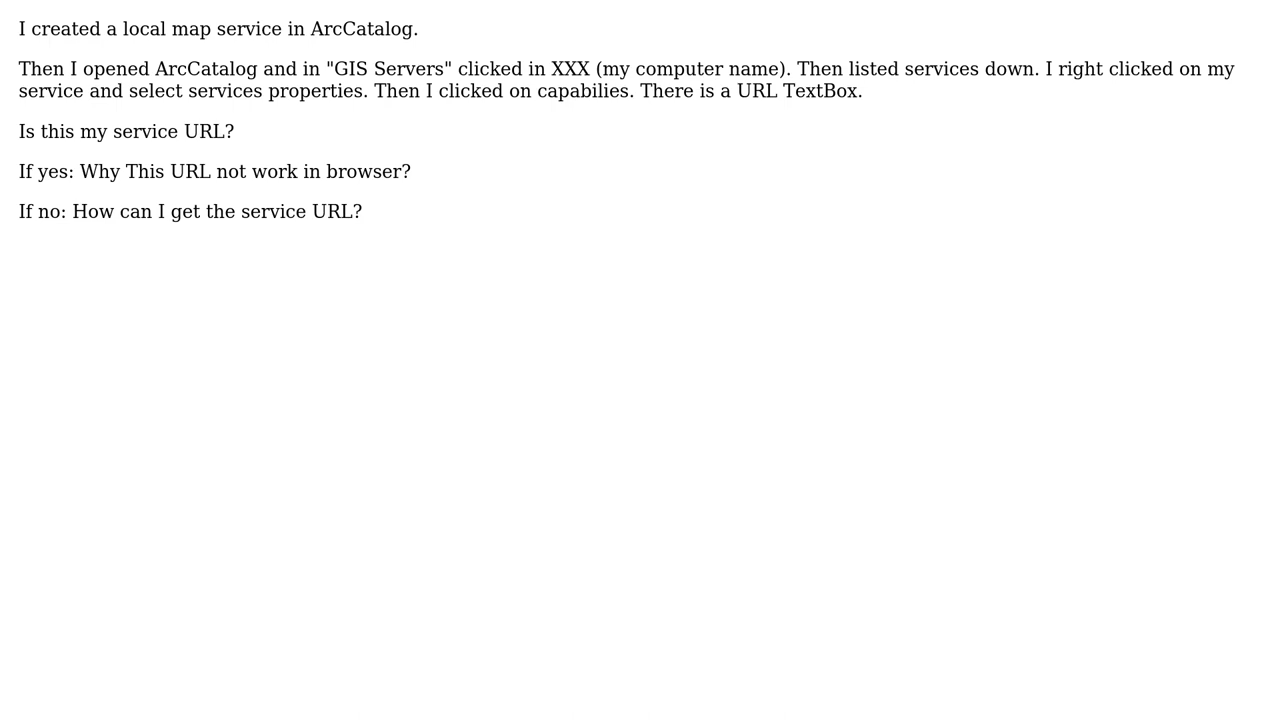 I created a local map service in ArcCatalog.
Then I opened ArcCatalog and in "GIS Servers" clicked in XXX (my computer name). Then listed services down. I right clicked on my
service and select services properties. Then I clicked on capabilies. There is a URL TextBox.
Is this my service URL?
If yes: Why This URL not work in browser?
If no: How can I get the service URL?